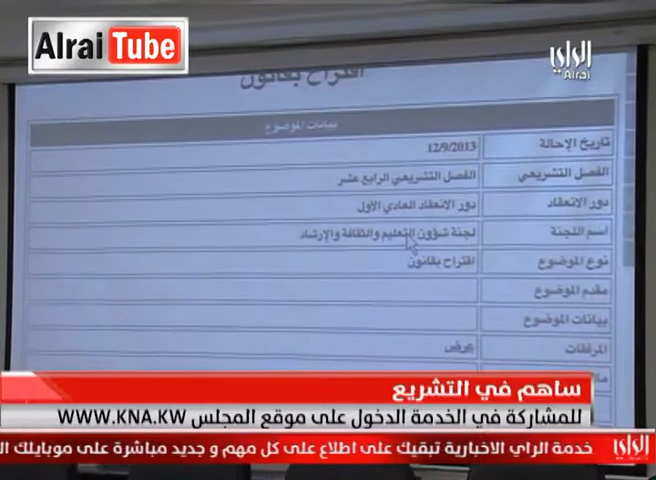 Alrai Tube
الراي
Alrai
اقتراح بقانون
بيانات الموضوع
تاريخ الإحالة 12/9/2013
الفصل التشريعي الفصل التشريعي الرابع عشر
دور الإنعقاد دور الانعقاد العادي الأول
اسم اللجنة لجنة شؤون التعليم والثقافة والإرشاد
نوع الموضوع اقتراح بقانون
مقدم الموضوع
بيانات الموضوع
المرفقات عرض
ساهم في التشريع
للمشاركة في الخدمة الدخول على موقع المجلس WWW.KNA.KW
خدمة الراي الاخبارية تبقيك على اطلاع على كل مهم و جديد مباشرة على موبايلك
الراي